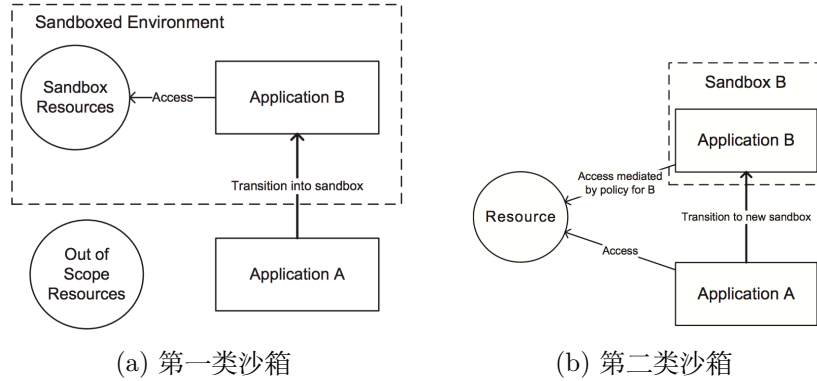 Sandboxed Environment
Sandbox
Resources
Access
Application B
Transition into sandbox
Out of
Scope
Resources
Application A
(a) 第一类沙箱
Sandbox B
Application B
Access mediated
by policy for B
Resource
Transition to new sandbox
Access
Application A
(b) 第二类沙箱